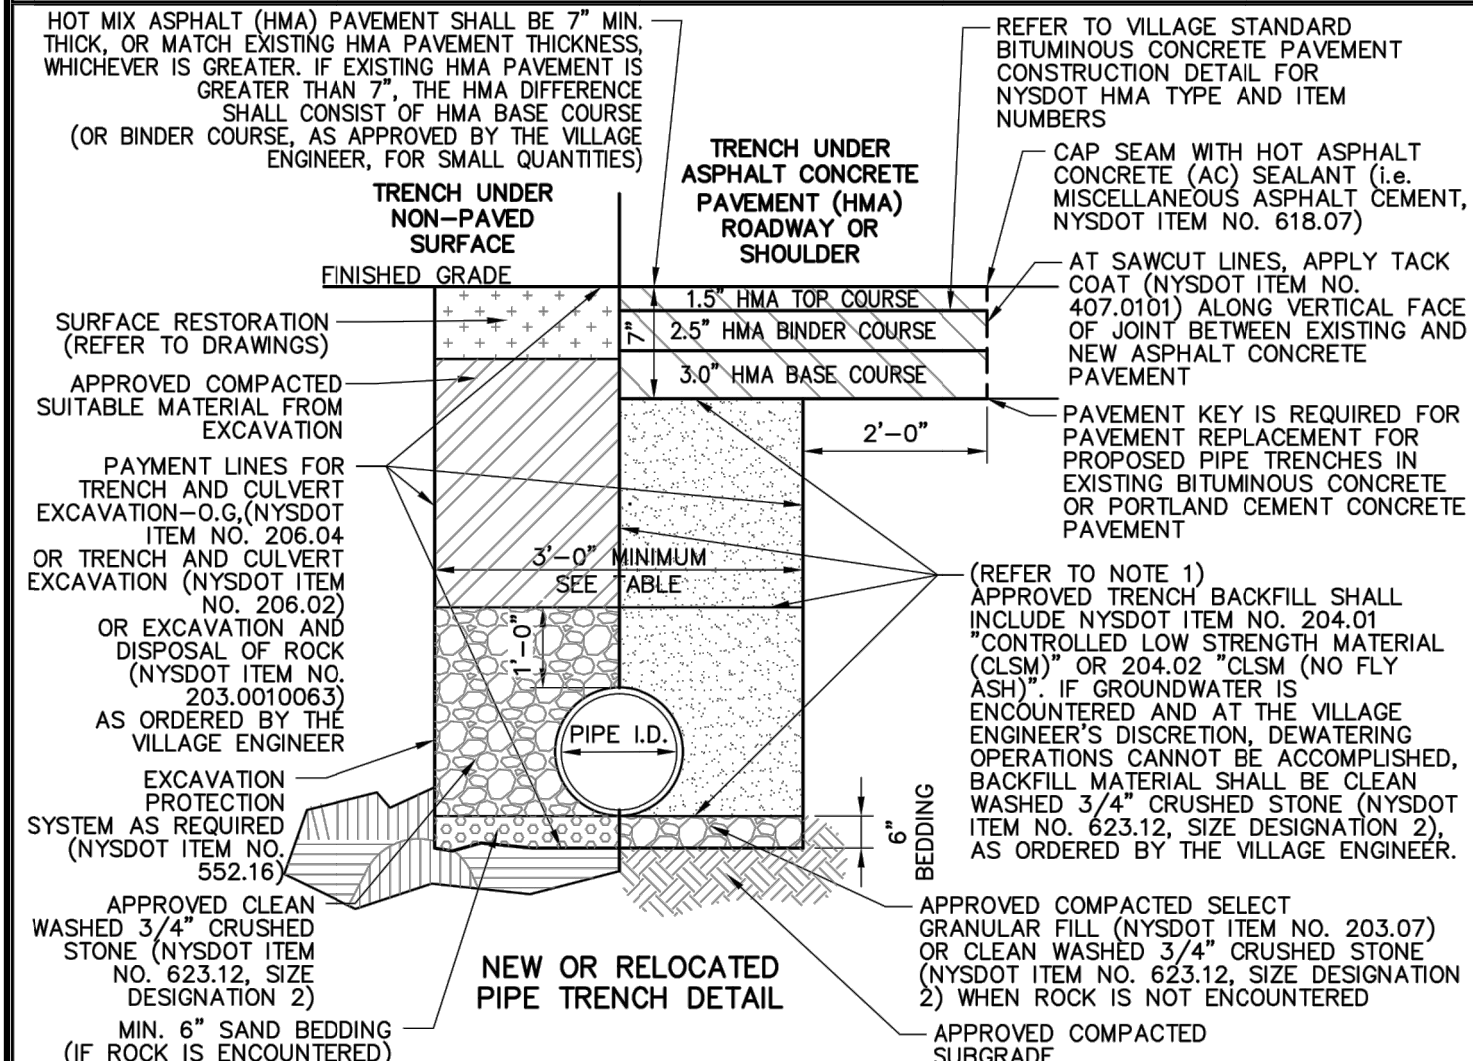 HOT MIX ASPHALT (HMA) PAVEMENT SHALL BE 7" MIN.
THICK, OR MATCH EXISTING HMA PAVEMENT THICKNESS,
WHICHEVER IS GREATER. IF EXISTING HMA PAVEMENT IS
GREATER THAN 7", THE HMA DIFFERENCE
SHALL CONSIST OF HMA BASE COURSE
(OR BINDER COURSE, AS APPROVED BY THE VILLAGE
ENGINEER, FOR SMALL QUANTITIES)
REFER TO VILLAGE STANDARD
BITUMINOUS CONCRETE PAVEMENT
CONSTRUCTION DETAIL FOR
NYSDOT HMA TYPE AND ITEM
NUMBERS
TRENCH UNDER
NON-PAVED
SURFACE
TRENCH UNDER
ASPHALT CONCRETE
PAVEMENT (HMA)
ROADWAY OR
SHOULDER
CAP SEAM WITH HOT ASPHALT
CONCRETE (AC) SEALANT (i.e.
MISCELLANEOUS ASPHALT CEMENT,
NYSDOT ITEM NO. 618.07)
FINISHED GRADE
1.5" HMA TOP COURSE
2.5" HMA BINDER COURSE
3.0" HMA BASE COURSE
7"
AT SAWCUT LINES, APPLY TACK
COAT (NYSDOT ITEM NO.
407.0101) ALONG VERTICAL FACE
OF JOINT BETWEEN EXISTING AND
NEW ASPHALT CONCRETE
PAVEMENT
SURFACE RESTORATION
(REFER TO DRAWINGS)
APPROVED COMPACTED
SUITABLE MATERIAL FROM
EXCAVATION
2'-0"
PAVEMENT KEY IS REQUIRED FOR
PAVEMENT REPLACEMENT FOR
PROPOSED PIPE TRENCHES IN
EXISTING BITUMINOUS CONCRETE
OR PORTLAND CEMENT CONCRETE
PAVEMENT
PAYMENT LINES FOR
TRENCH AND CULVERT
EXCAVATION-O.G,(NYSDOT
ITEM NO. 206.04
OR TRENCH AND CULVERT
EXCAVATION (NYSDOT ITEM
NO. 206.02)
OR EXCAVATION AND
DISPOSAL OF ROCK
(NYSDOT ITEM NO.
203.0010063)
AS ORDERED BY THE
VILLAGE ENGINEER
3'-0" MINIMUM
SEE TABLE
1'-0"
PIPE I.D.
(REFER TO NOTE 1)
APPROVED TRENCH BACKFILL SHALL
INCLUDE NYSDOT ITEM NO. 204.01
"CONTROLLED LOW STRENGTH MATERIAL
(CLSM)" OR 204.02 "CLSM (NO FLY
ASH)". IF GROUNDWATER IS
ENCOUNTERED AND AT THE VILLAGE
ENGINEER'S DISCRETION, DEWATERING
OPERATIONS CANNOT BE ACCOMPLISHED,
BACKFILL MATERIAL SHALL BE CLEAN
WASHED 3/4" CRUSHED STONE (NYSDOT
ITEM NO. 623.12, SIZE DESIGNATION 2),
AS ORDERED BY THE VILLAGE ENGINEER.
EXCAVATION
PROTECTION
SYSTEM AS REQUIRED
(NYSDOT ITEM NO.
552.16)
6"
BEDDING
APPROVED CLEAN
WASHED 3/4" CRUSHED
STONE (NYSDOT ITEM
NO. 623.12, SIZE
DESIGNATION 2)
APPROVED COMPACTED SELECT
GRANULAR FILL (NYSDOT ITEM NO. 203.07)
OR CLEAN WASHED 3/4" CRUSHED STONE
(NYSDOT ITEM NO. 623.12, SIZE DESIGNATION
2) WHEN ROCK IS NOT ENCOUNTERED
NEW OR RELOCATED
PIPE TRENCH DETAIL
MIN. 6" SAND BEDDING
(IF ROCK IS ENCOUNTERED)
APPROVED COMPACTED
SUBGRADE